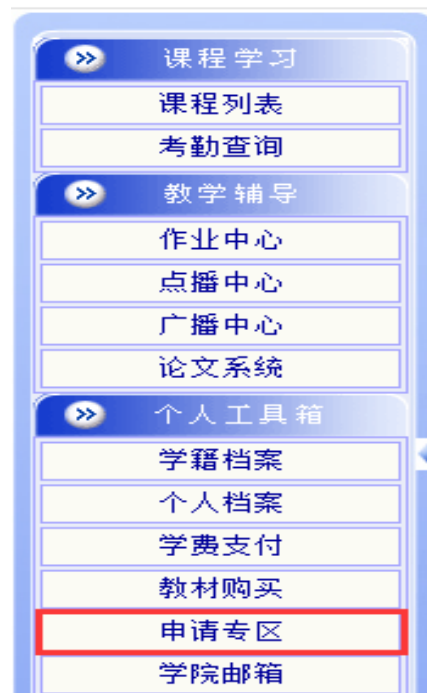 课程学习
课程列表
考勤查询
教学辅导
作业中心
点播中心
广播中心
论文系统
个人工具箱
学籍档案
个人档案
学费支付
教材购买
申请专区
学院邮箱